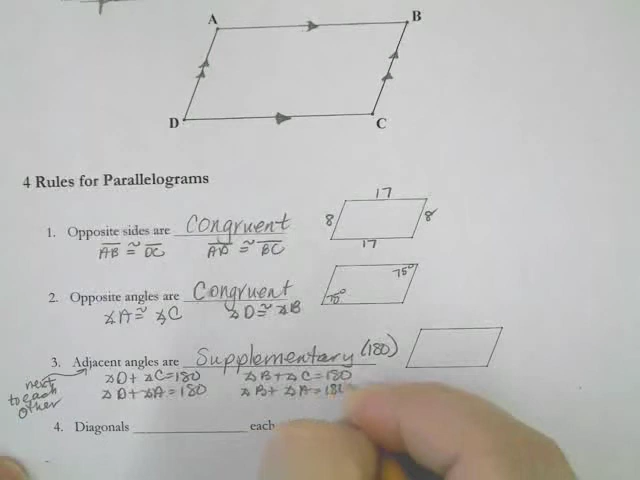 A B
D C
4 Rules for Parallelograms
17
1. Opposite sides are Congruent 8 8
AB ≅ DC AD ≅ BC 17
75°
2. Opposite angles are Congruent 75°
∡A ≅ ∡C ∡D ≅ ∡B
3. Adjacent angles are Supplementary (180)
next to each other
∡D + ∡C = 180 ∡B + ∡C = 180
∡D + ∡A = 180 ∡B + ∡A = 180
4. Diagonals each